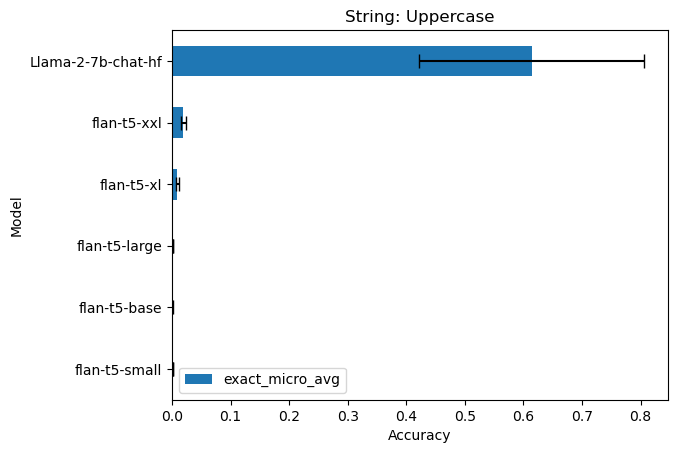 String: Uppercase
Llama-2-7b-chat-hf
flan-t5-xxl
flan-t5-xl
flan-t5-large
flan-t5-base
flan-t5-small
Model
exact_micro_avg
0.0 0.1 0.2 0.3 0.4 0.5 0.6 0.7 0.8
Accuracy